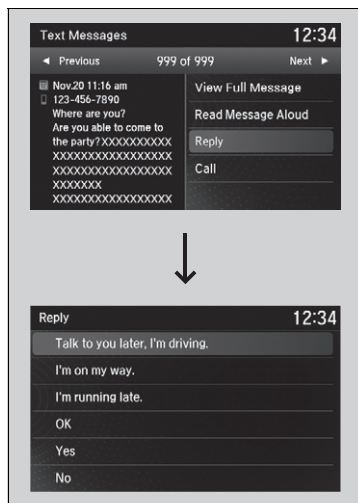 Text Messages 12:34
◄ Previous 999 of 999 Next ►
Nov.20 11:16 am
123-456-7890
Where are you?
Are you able to come to
the party?XXXXXXXXXX
XXXXXXXXXXXXXXXXX
XXXXXXXXXXXXXXXXX
XXXXXXX
XXXXXXXXXXXXXXXXX
View Full Message
Read Message Aloud
Reply
Call
Reply 12:34
Talk to you later, I'm driving.
I'm on my way.
I'm running late.
OK
Yes
No